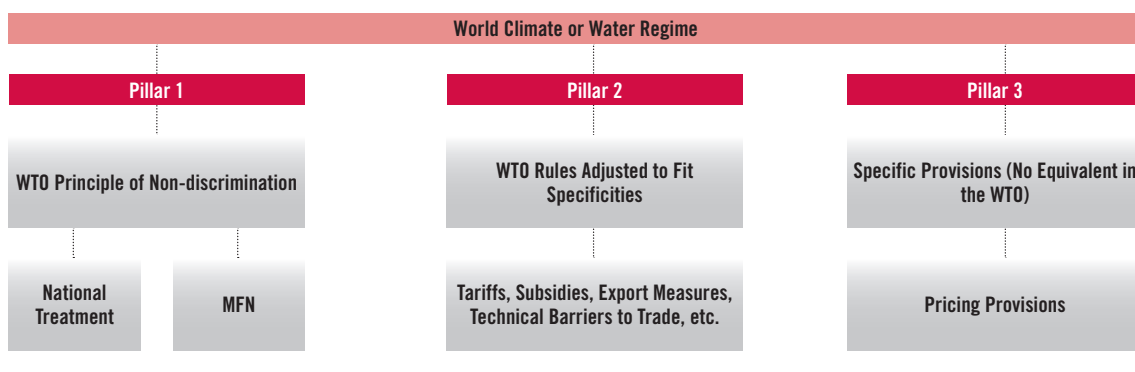 World Climate or Water Regime
Pillar 1
Pillar 2
Pillar 3
WTO Principle of Non-discrimination
WTO Rules Adjusted to Fit
Specificities
Specific Provisions (No Equivalent in
the WTO)
National
Treatment
MFN
Tariffs, Subsidies, Export Measures,
Technical Barriers to Trade, etc.
Pricing Provisions